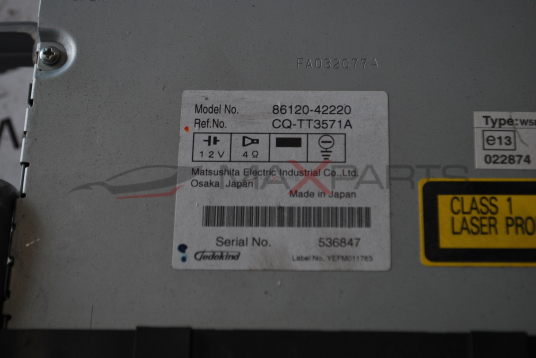 FA032077A
Model No. 86120-42220
Ref.No. CQ-TT3571A
12V 4Ω
Matsushita Electric Industrial Co.,Ltd.
Osaka, Japan
Made in Japan
Serial No. 536847
Label No. YEFM011765
Type:
e13
022874
CLASS 1
LASER PRO
MAXPARTS